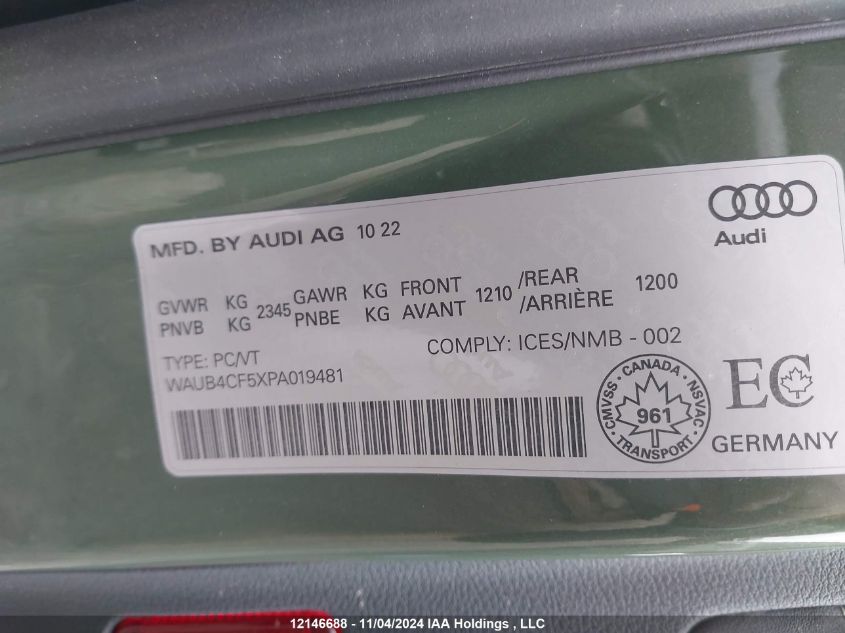 Audi
MFD. BY AUDI AG 10 22
GVWR KG 2345 GAWR KG FRONT 1210 /REAR 1200
PNVB KG PNBE KG AVANT /ARRIÈRE
COMPLY: ICES/NMB - 002
TYPE: PC/VT
WAUB4CF5XPA019481
CMVSS - CANADA - NSVAC
961
TRANSPORT
EC
GERMANY
12146688 - 11/04/2024 IAA Holdings , LLC